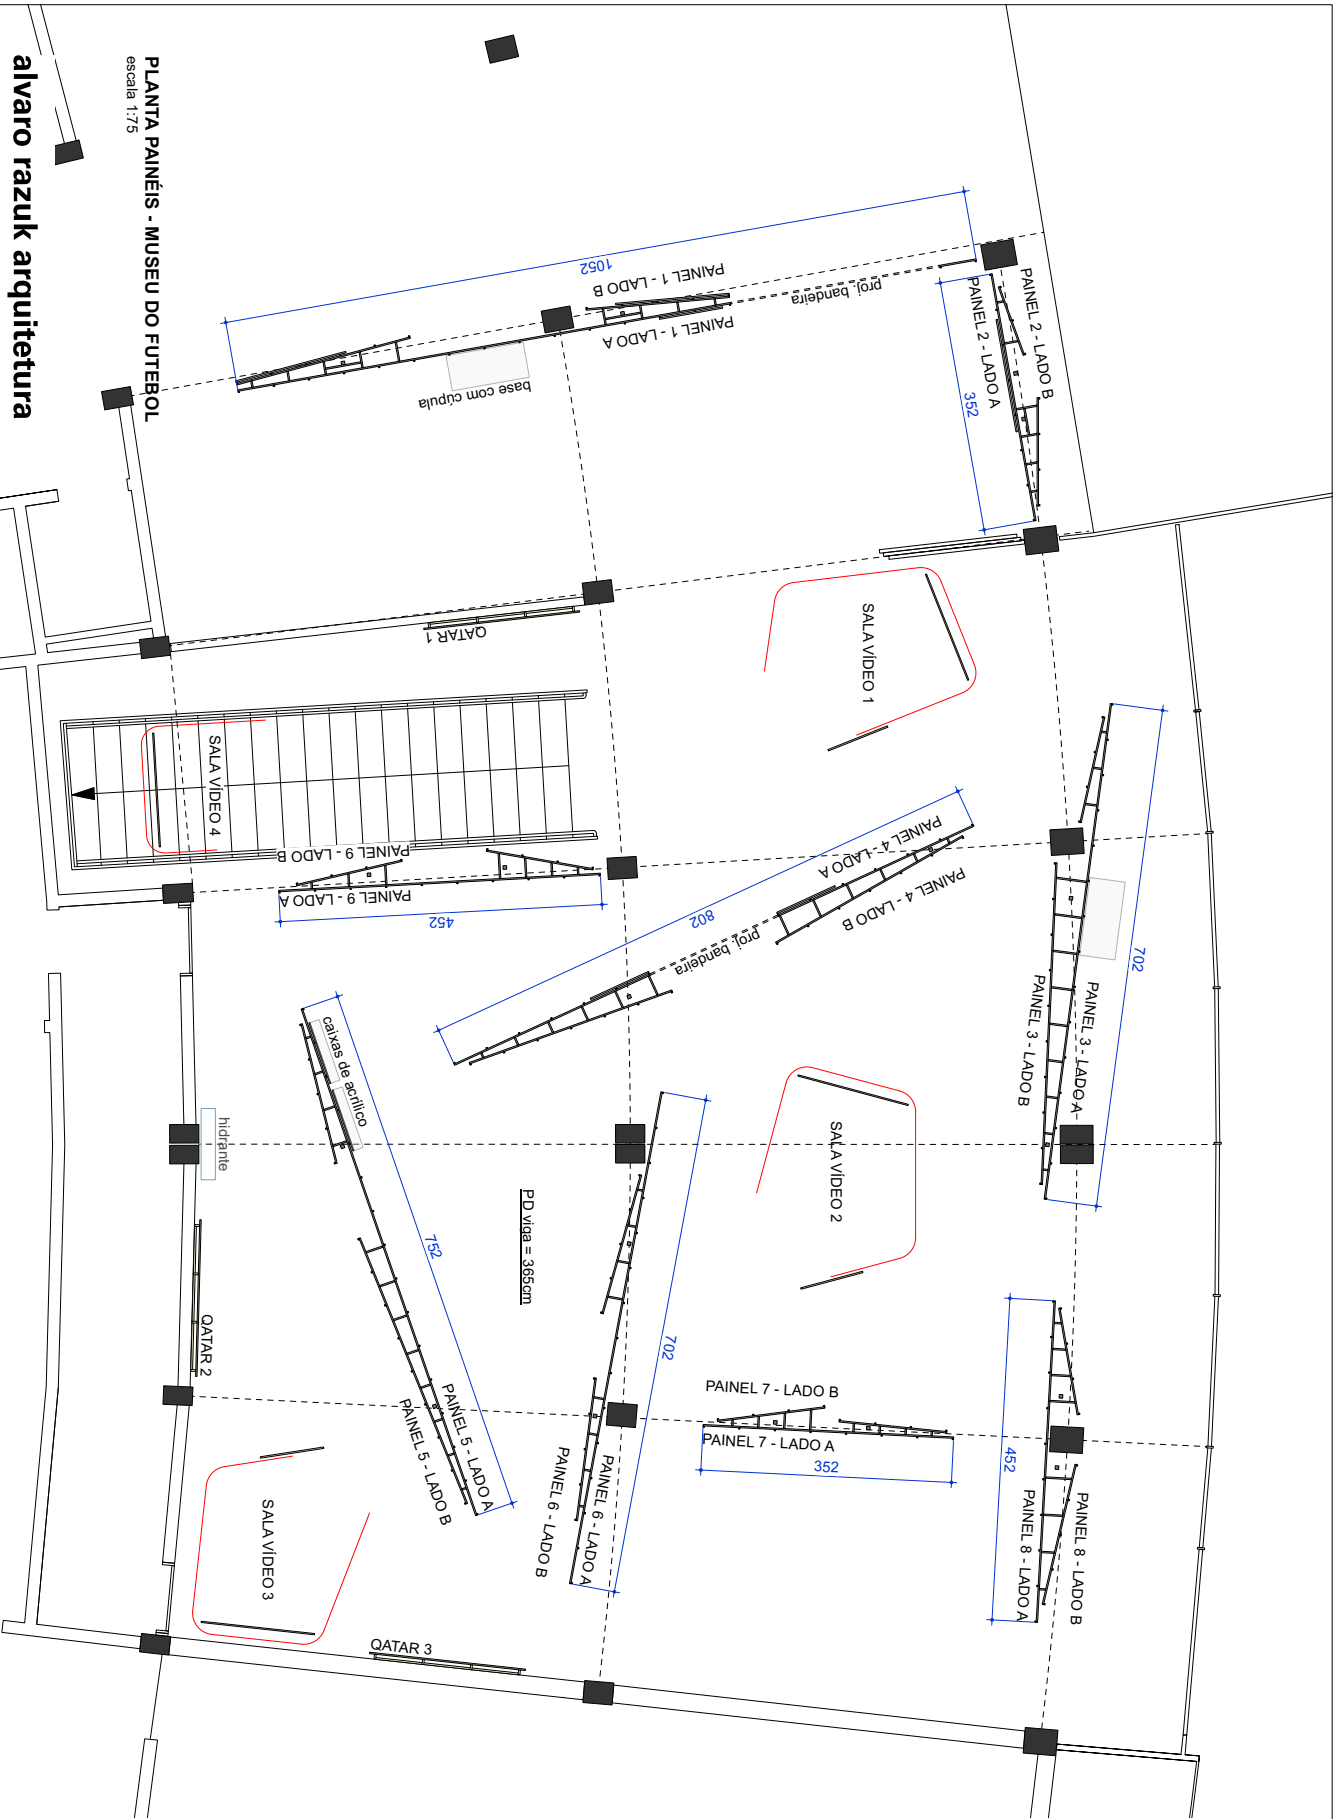 PLANTA PAINÉIS - MUSEU DO FUTEBOL
escala 1:75
alvaro razuk arquitetura
1052
PAINEL 1 - LADO B
PAINEL 1 - LADO A
proj. bandeira
base com cúpula
PAINEL 2 - LADO B
PAINEL 2 - LADO A
352
QATAR 1
SALA VÍDEO 1
SALA VÍDEO 4
PAINEL 9 - LADO B
PAINEL 9 - LADO A
452
PAINEL 4 - LADO A
PAINEL 4 - LADO B
802
proj. bandeira
702
PAINEL 3 - LADO A
PAINEL 3 - LADO B
caixas de acrílico
hidrante
752
PD viga = 365cm
SALA VÍDEO 2
QATAR 2
PAINEL 5 - LADO A
PAINEL 5 - LADO B
702
PAINEL 6 - LADO A
PAINEL 6 - LADO B
PAINEL 7 - LADO B
PAINEL 7 - LADO A
352
452
PAINEL 8 - LADO A
PAINEL 8 - LADO B
SALA VÍDEO 3
QATAR 3